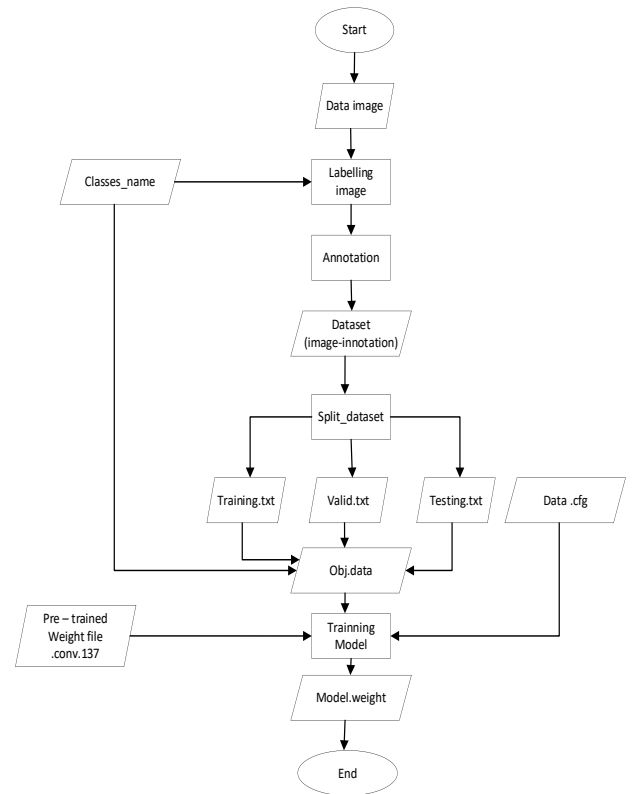 Start
Data image
Classes_name
Labelling
image
Annotation
Dataset
(image-innotation)
Split_dataset
Training.txt
Valid.txt
Testing.txt
Data .cfg
Obj.data
Pre – trained
Weight file
.conv.137
Trainning
Model
Model.weight
End